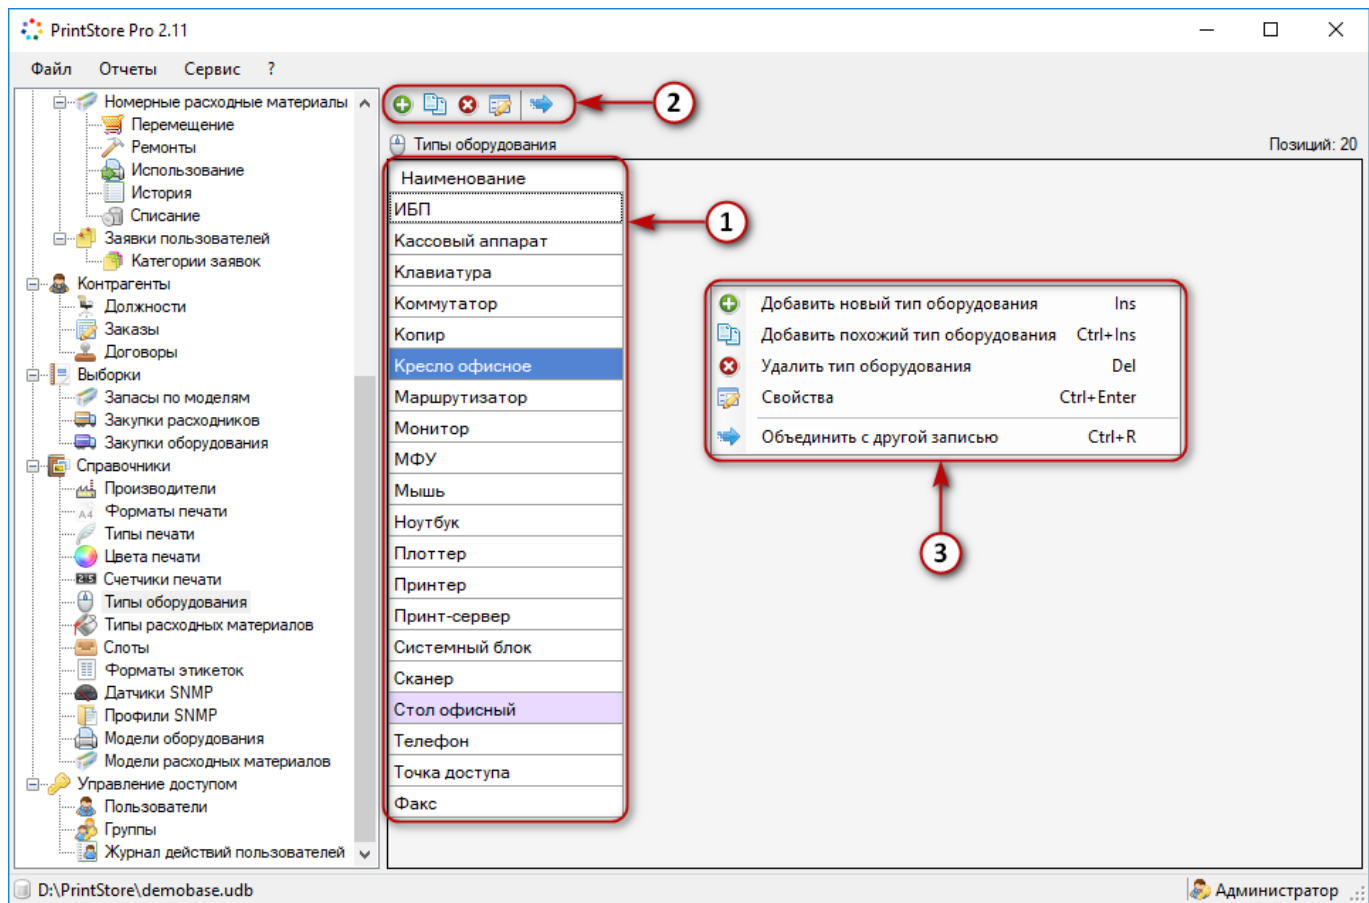 PrintStore Pro 2.11
Файл Отчеты Сервис ?
Номерные расходные материалы
Перемещение
Ремонты
Использование
История
Списание
Заявки пользователей
Категории заявок
Контрагенты
Должности
Заказы
Договоры
Выборки
Запасы по моделям
Закупки расходников
Закупки оборудования
Справочники
Производители
A4 Форматы печати
Типы печати
Цвета печати
Счетчики печати
Типы оборудования
Типы расходных материалов
Слоты
Форматы этикеток
Датчики SNMP
Профили SNMP
Модели оборудования
Модели расходных материалов
Управление доступом
Пользователи
Группы
Журнал действий пользователей
2
Типы оборудования Позиций: 20
Наименование
ИБП
Кассовый аппарат
Клавиатура
Коммутатор
Копир
Кресло офисное
Маршрутизатор
Монитор
МФУ
Мышь
Ноутбук
Плоттер
Принтер
Принт-сервер
Системный блок
Сканер
Стол офисный
Телефон
Точка доступа
Факс
1
Добавить новый тип оборудования Ins
Добавить похожий тип оборудования Ctrl+Ins
Удалить тип оборудования Del
Свойства Ctrl+Enter
Объединить с другой записью Ctrl+R
3
D:\PrintStore\demobase.udb Администратор